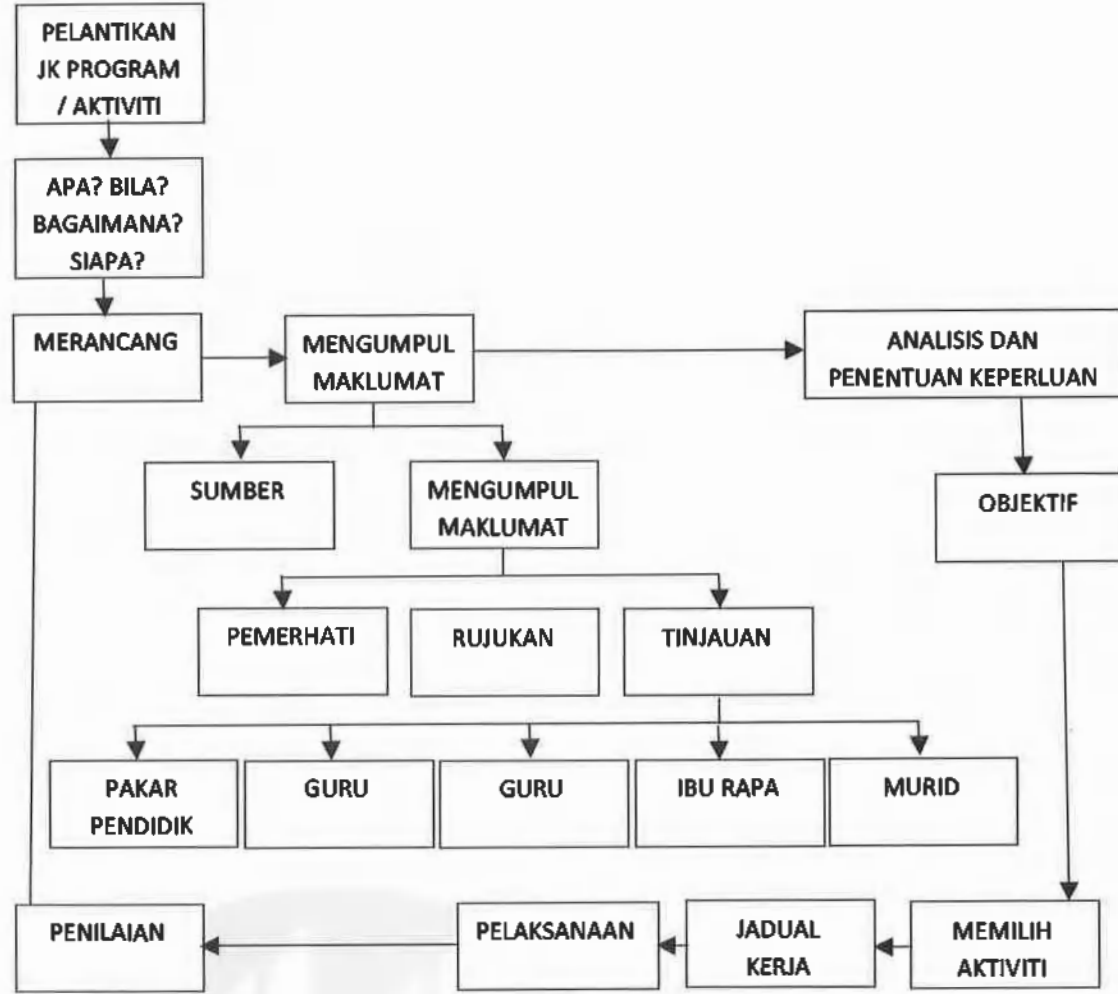 PELANTIKAN
JK PROGRAM
/ AKTIVITI
APA? BILA?
BAGAIMANA?
SIAPA?
MERANCANG
MENGUMPUL
MAKLUMAT
ANALISIS DAN
PENENTUAN KEPERLUAN
SUMBER
MENGUMPUL
MAKLUMAT
OBJEKTIF
PEMERHATI
RUJUKAN
TINJAUAN
PAKAR
PENDIDIK
GURU
GURU
IBU RAPA
MURID
PENILAIAN
PELAKSANAAN
JADUAL
KERJA
MEMILIH
AKTIVITI